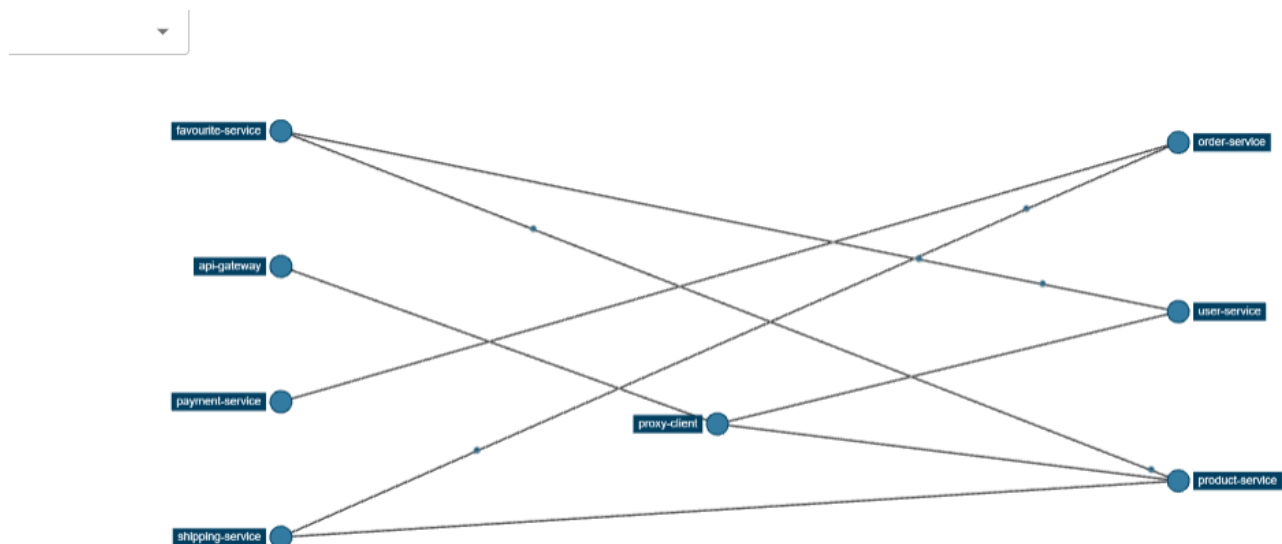 favourite-service
order-service
api-gateway
user-service
payment-service
proxy-client
product-service
shipping-service